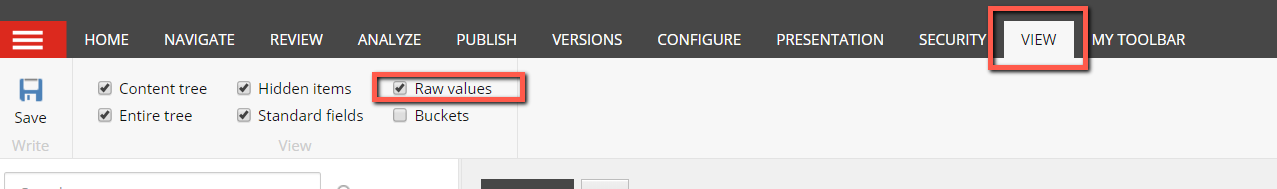 HOME NAVIGATE REVIEW ANALYZE PUBLISH VERSIONS CONFIGURE PRESENTATION SECURITY VIEW MY TOOLBAR
Content tree Hidden items Raw values
Save Entire tree Standard fields Buckets
Write View